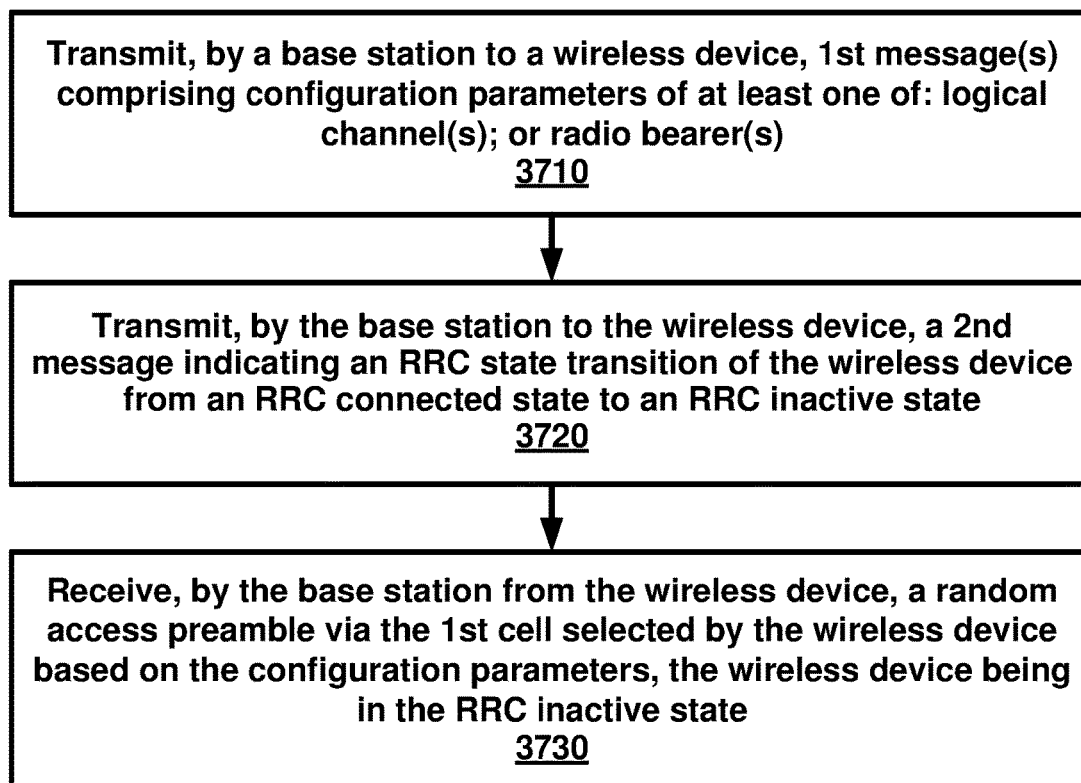 Transmit, by a base station to a wireless device, 1st message(s)
comprising configuration parameters of at least one of: logical
channel(s); or radio bearer(s)
3710
Transmit, by the base station to the wireless device, a 2nd
message indicating an RRC state transition of the wireless device
from an RRC connected state to an RRC inactive state
3720
Receive, by the base station from the wireless device, a random
access preamble via the 1st cell selected by the wireless device
based on the configuration parameters, the wireless device being
in the RRC inactive state
3730